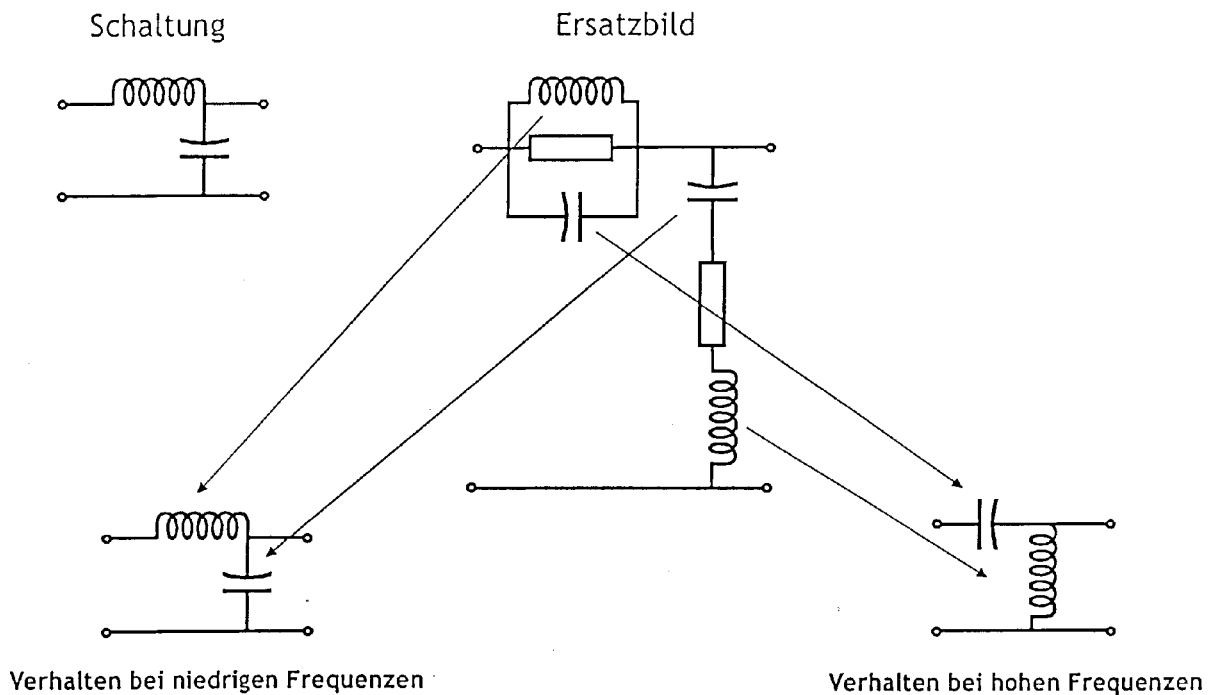 Schaltung
Ersatzbild
Verhalten bei niedrigen Frequenzen
Verhalten bei hohen Frequenzen